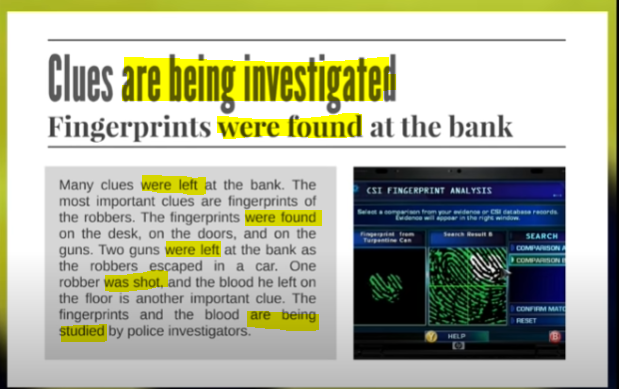 Clues are being investigated
Fingerprints were found at the bank
Many clues were left at the bank. The
most important clues are fingerprints of
the robbers. The fingerprints were found
on the desk, on the doors, and on the
guns. Two guns were left at the bank as
the robbers escaped in a car. One
robber was shot, and the blood he left on
the floor is another important clue. The
fingerprints and the blood are being
studied by police investigators.
CSI FINGERPRINT ANALYSIS
Select a comparison from your evidence or CSI database records.
Evidence will appear in the right window.
Fingerprint from
Turpentine Can
Search Result B
SEARCH
COMPARISON A
COMPARISON B
CONFIRM MATC
RESET
Y HELP
B